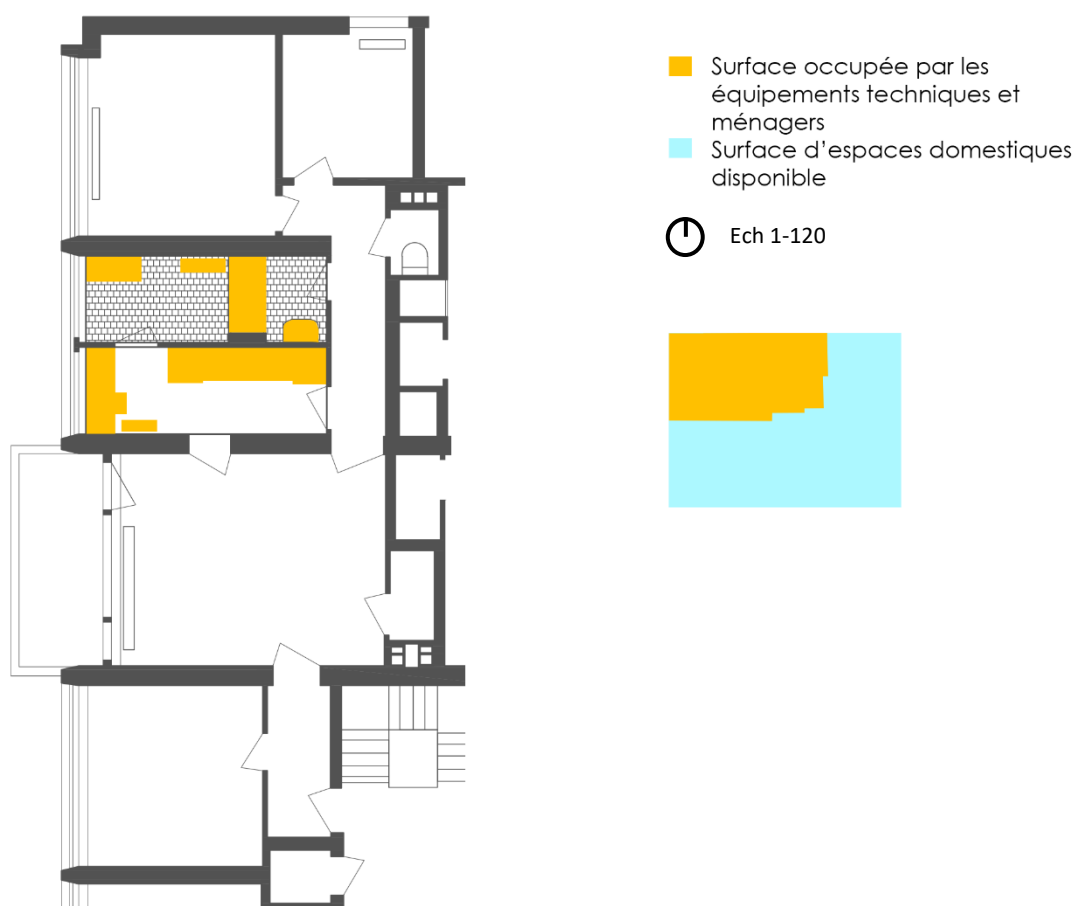 Surface occupée par les
équipements techniques et
ménagers
Surface d'espaces domestiques
disponible
Ech 1-120